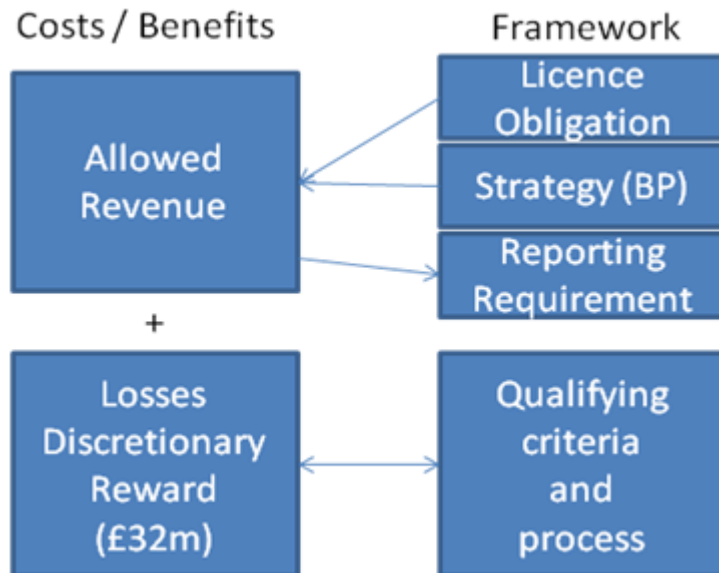 Costs / Benefits
Framework
Allowed
Revenue
Licence
Obligation
Strategy (BP)
Reporting
Requirement
+
Losses
Discretionary
Reward
(£32m)
Qualifying
criteria
and
process